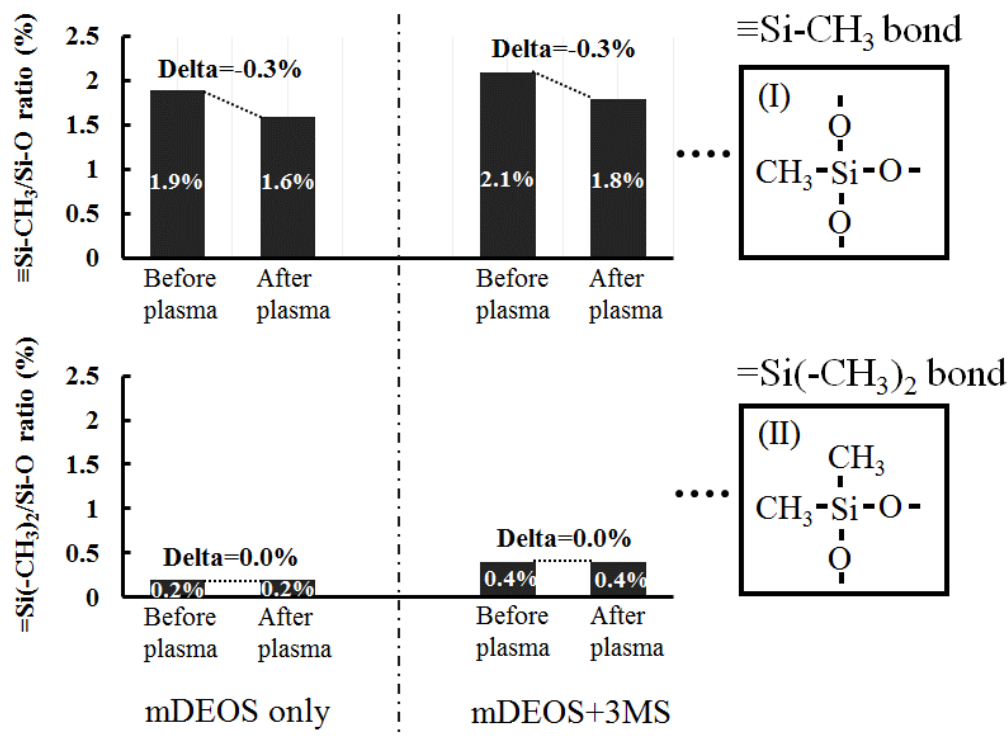 ≡Si-CH3/Si-O ratio (%)
2.5
2
1.5
1
0.5
0
Delta=-0.3%
1.9%
1.6%
Before
plasma
After
plasma
Delta=-0.3%
2.1%
1.8%
Before
plasma
After
plasma
≡Si-CH3 bond
(I)
O
CH3-Si-O-
O
=Si(-CH3)2/Si-O ratio (%)
2.5
2
1.5
1
0.5
0
Delta=0.0%
0.2%
0.2%
Before
plasma
After
plasma
Delta=0.0%
0.4%
0.4%
Before
plasma
After
plasma
=Si(-CH3)2 bond
(II)
CH3
CH3-Si-O-
O
mDEOS only
mDEOS+3MS